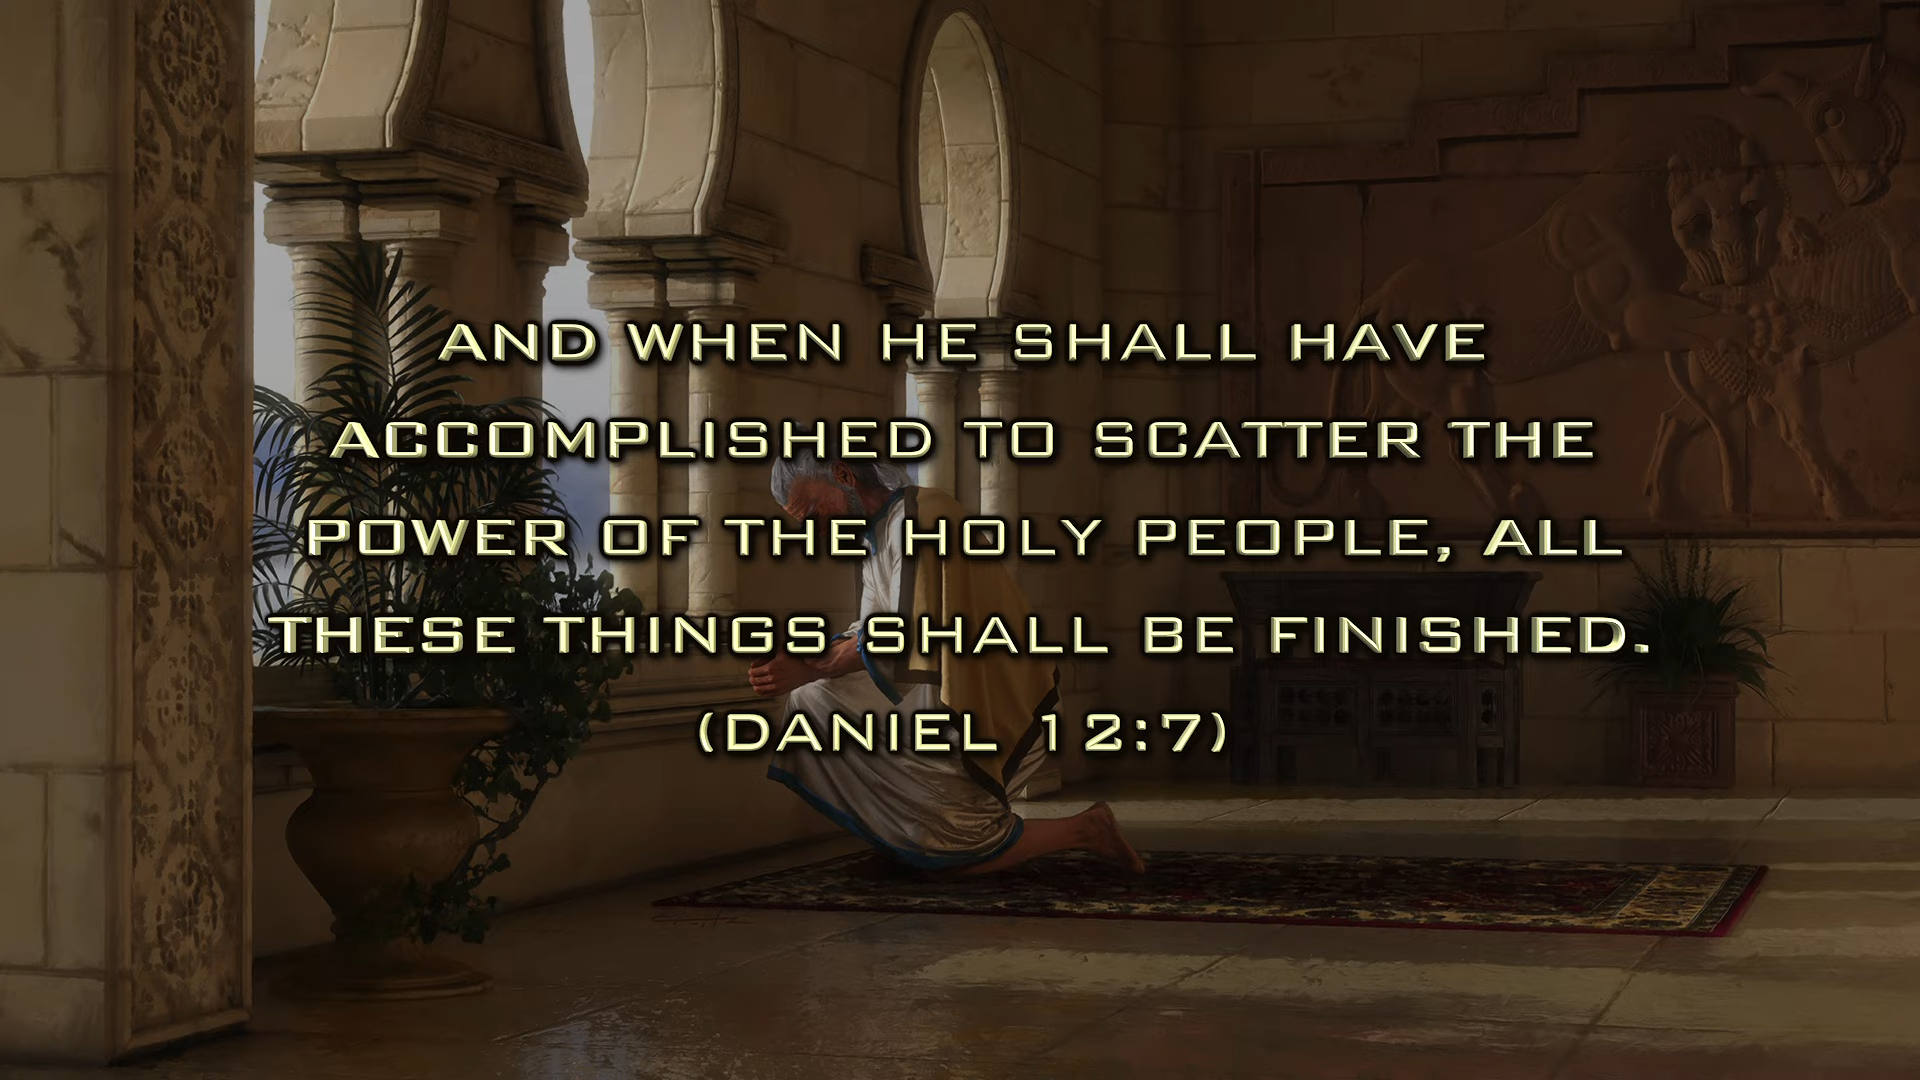 AND WHEN HE SHALL HAVE
ACCOMPLISHED TO SCATTER THE
POWER OF THE HOLY PEOPLE, ALL
THESE THINGS SHALL BE FINISHED.
(DANIEL 12:7)